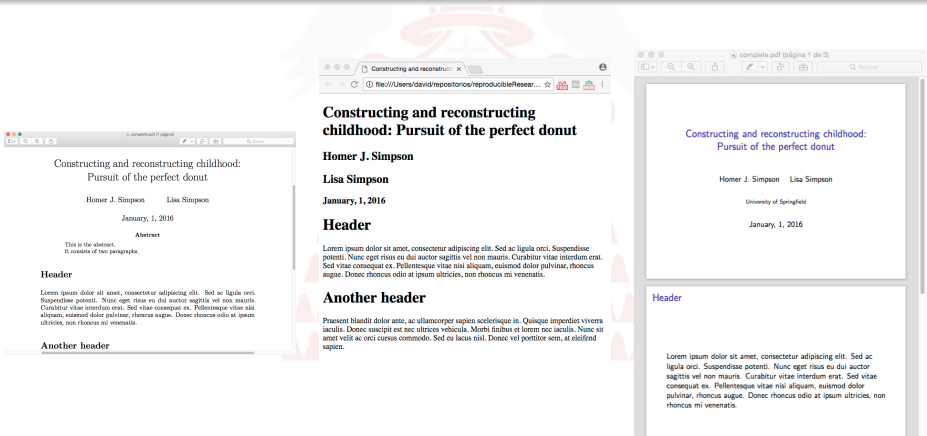 complete.pdf (1 página)
Constructing and reconstructing childhood:
Pursuit of the perfect donut
Homer J. Simpson Lisa Simpson
January, 1, 2016
Abstract
This is the abstract.
It consists of two paragraphs.
Header
Lorem ipsum dolor sit amet, consectetur adipiscing elit. Sed ac ligula orci.
Suspendisse potenti. Nunc eget risus eu dui auctor sagittis vel non mauris.
Curabitur vitae interdum erat. Sed vitae consequat ex. Pellentesque vitae nisi
aliquam, euismod dolor pulvinar, rhoncus augue. Donec rhoncus odio at ipsum
ultricies, non rhoncus mi venenatis.
Another header
Constructing and reconstructi
file:///Users/david/repositorios/reproducibleResear...
Constructing and reconstructing
childhood: Pursuit of the perfect donut
Homer J. Simpson
Lisa Simpson
January, 1, 2016
Header
Lorem ipsum dolor sit amet, consectetur adipiscing elit. Sed ac ligula orci. Suspendisse
potenti. Nunc eget risus eu dui auctor sagittis vel non mauris. Curabitur vitae interdum erat.
Sed vitae consequat ex. Pellentesque vitae nisi aliquam, euismod dolor pulvinar, rhoncus
augue. Donec rhoncus odio at ipsum ultricies, non rhoncus mi venenatis.
Another header
Praesent blandit dolor ante, ac ullamcorper sapien scelerisque in. Quisque imperdiet viverra
iaculis. Donec suscipit est nec ultrices vehicula. Morbi finibus et lorem nec iaculis. Nunc sit
amet velit ac orci cursus commodo. Sed eu lacus nisl. Donec vel porttitor sem, at eleifend
sapien.
complete.pdf (página 1 de 3)
Buscar
Constructing and reconstructing childhood:
Pursuit of the perfect donut
Homer J. Simpson Lisa Simpson
University of Springfield
January, 1, 2016
Header
Lorem ipsum dolor sit amet, consectetur adipiscing elit. Sed ac
ligula orci. Suspendisse potenti. Nunc eget risus eu dui auctor
sagittis vel non mauris. Curabitur vitae interdum erat. Sed vitae
consequat ex. Pellentesque vitae nisi aliquam, euismod dolor
pulvinar, rhoncus augue. Donec rhoncus odio at ipsum ultricies, non
rhoncus mi venenatis.